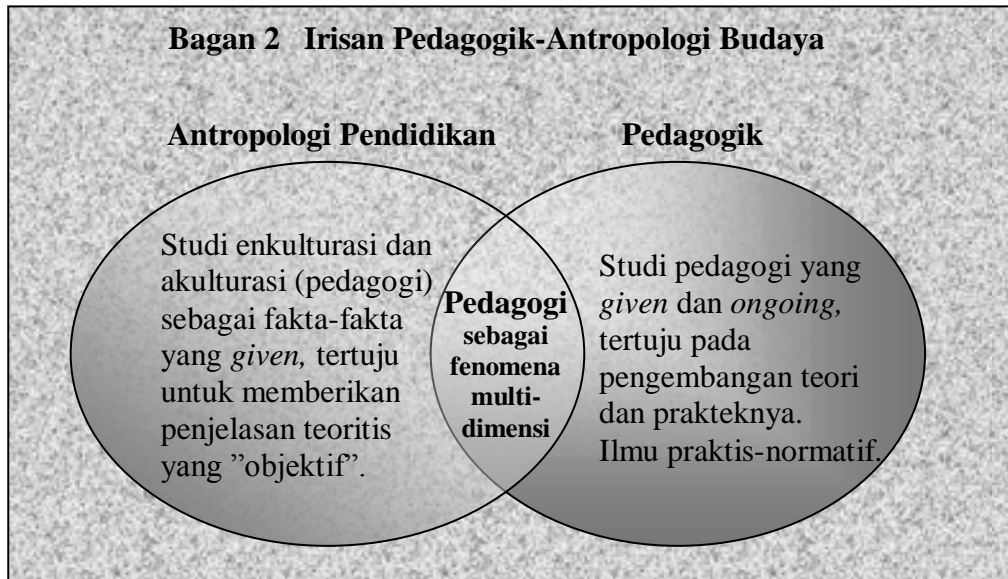 Bagan 2 Irisan Pedagogik-Antropologi Budaya
Antropologi Pendidikan
Pedagogik
Studi enkulturasi dan
akulturasi (pedagogi)
sebagai fakta-fakta
yang given, tertuju
untuk memberikan
penjelasan teoritis
yang ”objektif”.
Pedagogi
sebagai
fenomena
multi-
dimensi
Studi pedagogi yang
given dan ongoing,
tertuju pada
pengembangan teori
dan prakteknya.
Ilmu praktis-normatif.